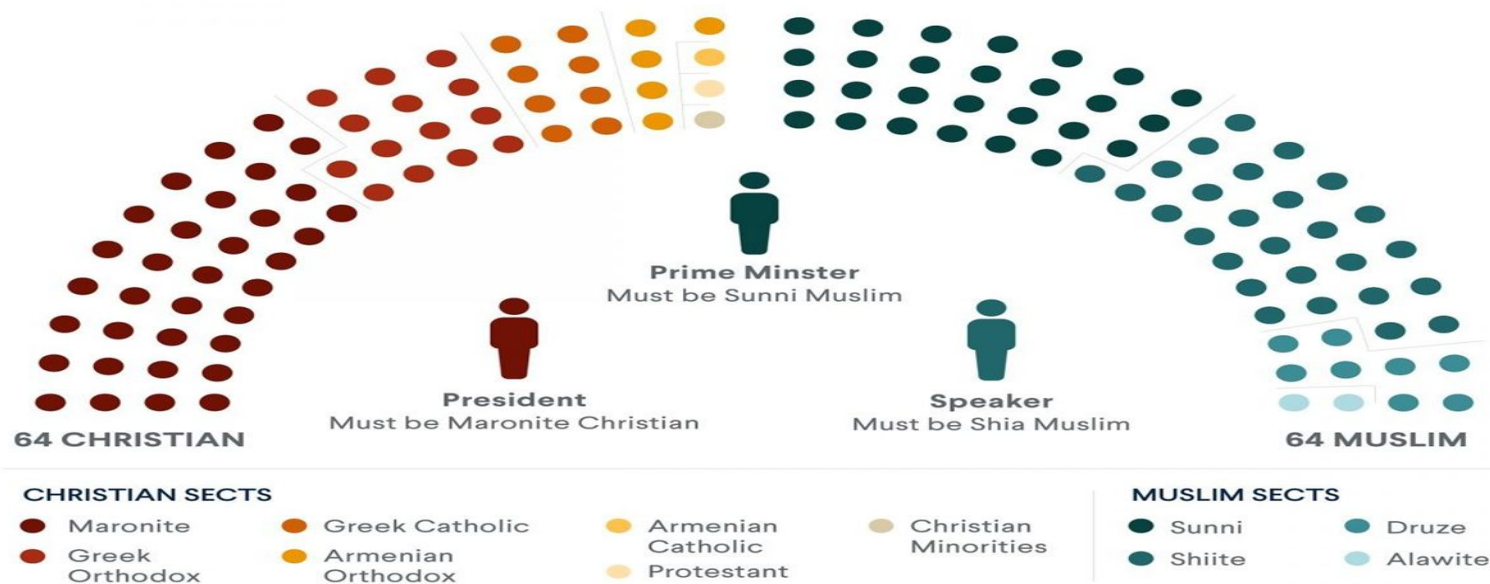 Prime Minster
Must be Sunni Muslim
President
Must be Maronite Christian
Speaker
Must be Shia Muslim
64 CHRISTIAN
64 MUSLIM
CHRISTIAN SECTS
Maronite
Greek
Orthodox
Greek Catholic
Armenian
Orthodox
Armenian
Catholic
Protestant
Christian
Minorities
MUSLIM SECTS
Sunni
Shiite
Druze
Alawite